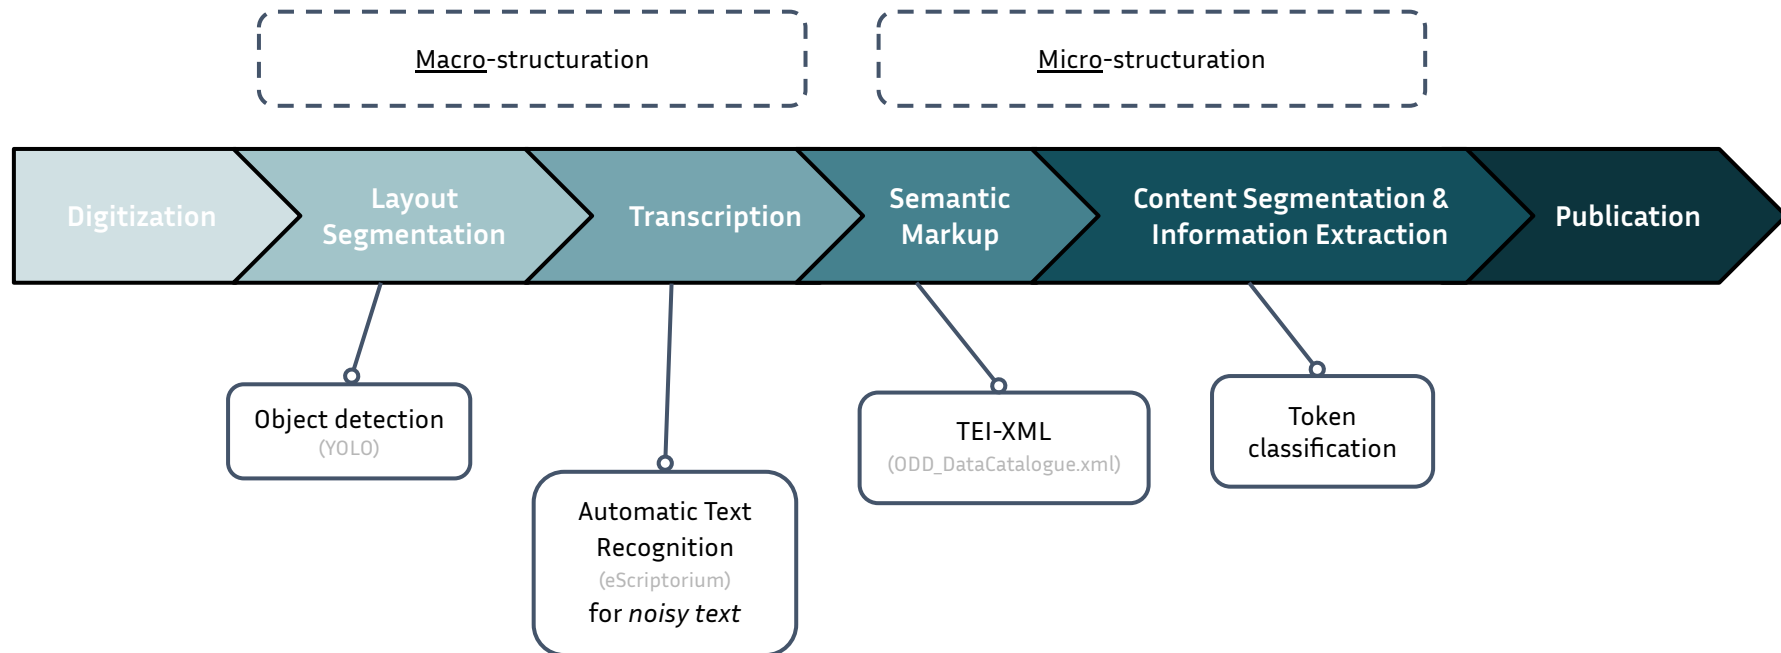 Macro-structuration
Micro-structuration
Digitization
Layout
Segmentation
Transcription
Semantic
Markup
Content Segmentation &
Information Extraction
Publication
Object detection
(YOLO)
Automatic Text
Recognition
(eScriptorium)
for noisy text
TEI-XML
(ODD_DataCatalogue.xml)
Token
classification